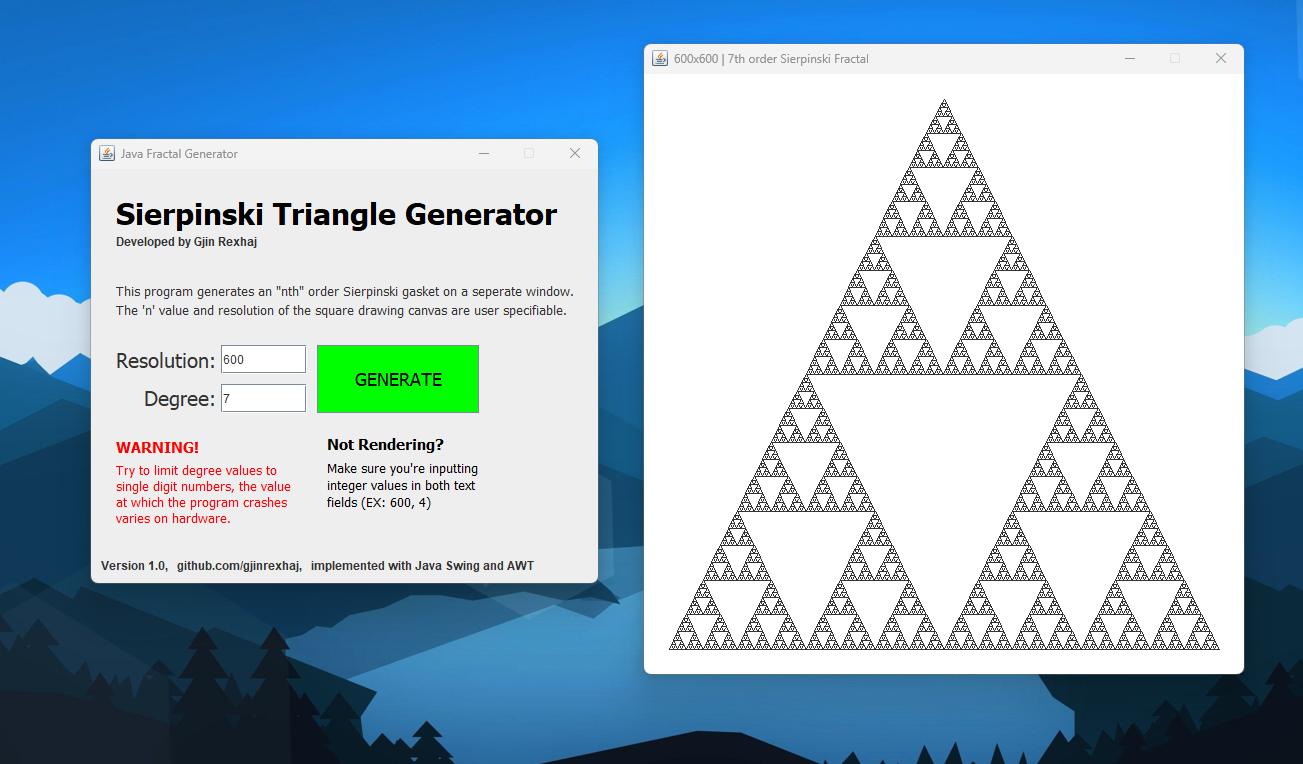 Java Fractal Generator
Sierpinski Triangle Generator
Developed by Gjin Rexhaj
This program generates an "nth" order Sierpinski gasket on a seperate window.
The 'n' value and resolution of the square drawing canvas are user specifiable.
Resolution: 600
Degree: 7
GENERATE
WARNING!
Try to limit degree values to
single digit numbers, the value
at which the program crashes
varies on hardware.
Not Rendering?
Make sure you're inputting
integer values in both text
fields (EX: 600, 4)
Version 1.0, github.com/gjinrexhaj, implemented with Java Swing and AWT
600x600 | 7th order Sierpinski Fractal